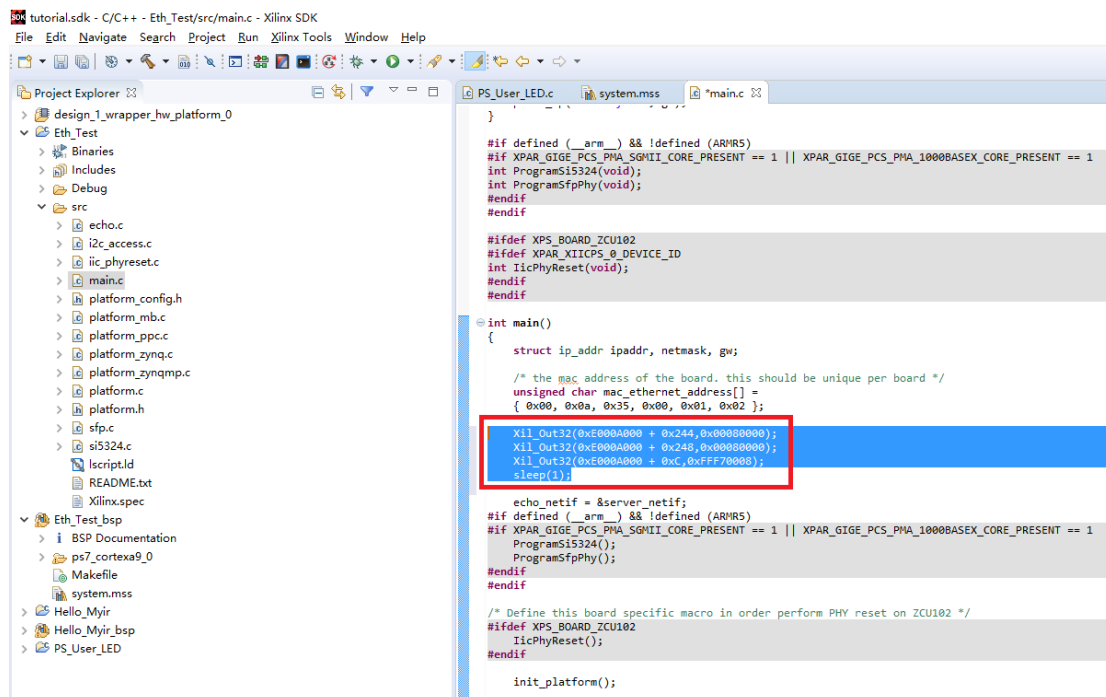 tutorial.sdk - C/C++ - Eth_Test/src/main.c - Xilinx SDK
File Edit Navigate Search Project Run Xilinx Tools Window Help
Project Explorer
design_1_wrapper_hw_platform_0
Eth_Test
Binaries
Includes
Debug
src
echo.c
i2c_access.c
iic_phyreset.c
main.c
platform_config.h
platform_mb.c
platform_ppc.c
platform_zynq.c
platform_zynqmp.c
platform.c
platform.h
sfp.c
si5324.c
lscript.ld
README.txt
Xilinx.spec
Eth_Test_bsp
BSP Documentation
ps7_cortexa9_0
Makefile
system.mss
Hello_Myir
Hello_Myir_bsp
PS_User_LED
PS_User_LED.c system.mss *main.c
}
#if defined (__arm__) && !defined (ARMR5)
#if XPAR_GIGE_PCS_PMA_SGMII_CORE_PRESENT == 1 || XPAR_GIGE_PCS_PMA_1000BASEX_CORE_PRESENT == 1
int ProgramSi5324(void);
int ProgramSfpPhy(void);
#endif
#endif
#ifdef XPS_BOARD_ZCU102
#ifdef XPAR_XIICPS_0_DEVICE_ID
int IicPhyReset(void);
#endif
#endif
int main()
{
struct ip_addr ipaddr, netmask, gw;
/* the mac address of the board. this should be unique per board */
unsigned char mac_ethernet_address[] =
{ 0x00, 0x0a, 0x35, 0x00, 0x01, 0x02 };
Xil_Out32(0xE000A000 + 0x244,0x00080000);
Xil_Out32(0xE000A000 + 0x248,0x00080000);
Xil_Out32(0xE000A000 + 0xC,0xFFF70008);
sleep(1);
echo_netif = &server_netif;
#if defined (__arm__) && !defined (ARMR5)
#if XPAR_GIGE_PCS_PMA_SGMII_CORE_PRESENT == 1 || XPAR_GIGE_PCS_PMA_1000BASEX_CORE_PRESENT == 1
ProgramSi5324();
ProgramSfpPhy();
#endif
#endif
/* Define this board specific macro in order perform PHY reset on ZCU102 */
#ifdef XPS_BOARD_ZCU102
IicPhyReset();
#endif
init_platform();